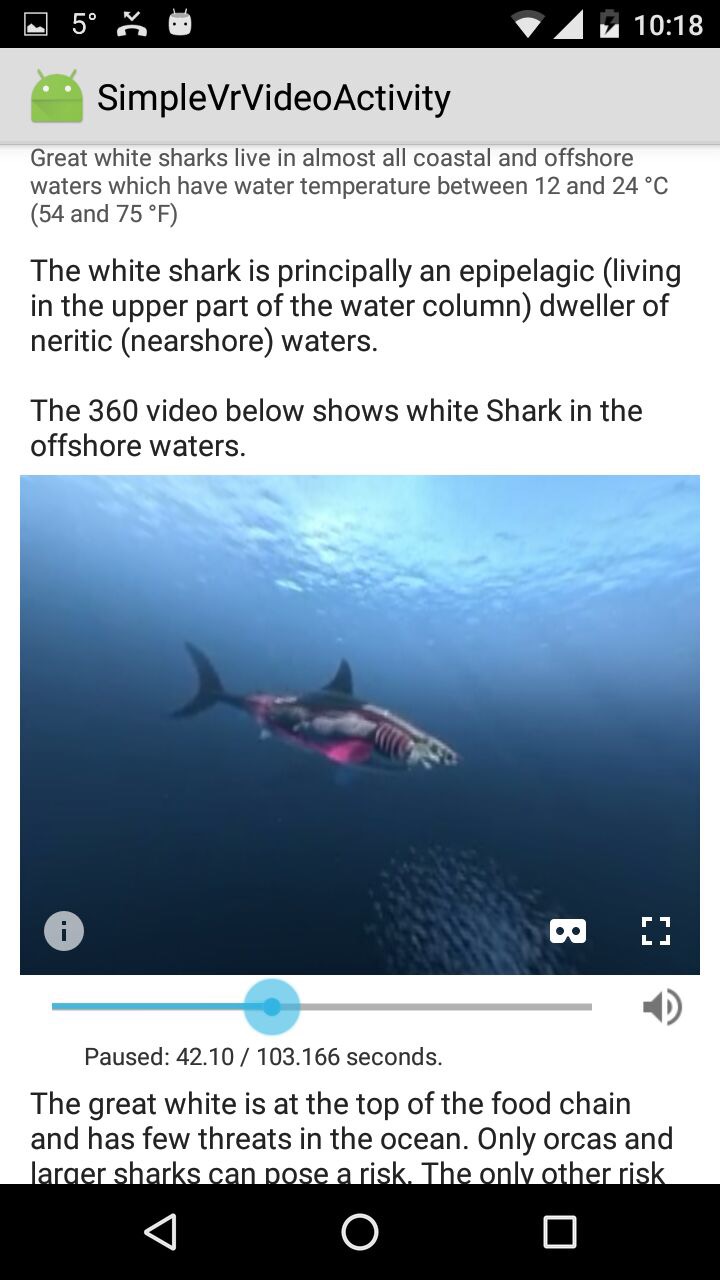 5° 10:18
SimpleVrVideoActivity
Great white sharks live in almost all coastal and offshore
waters which have water temperature between 12 and 24 °C
(54 and 75 °F)
The white shark is principally an epipelagic (living
in the upper part of the water column) dweller of
neritic (nearshore) waters.
The 360 video below shows white Shark in the
offshore waters.
i
Paused: 42.10 / 103.166 seconds.
The great white is at the top of the food chain
and has few threats in the ocean. Only orcas and
larger sharks can pose a risk. The only other risk